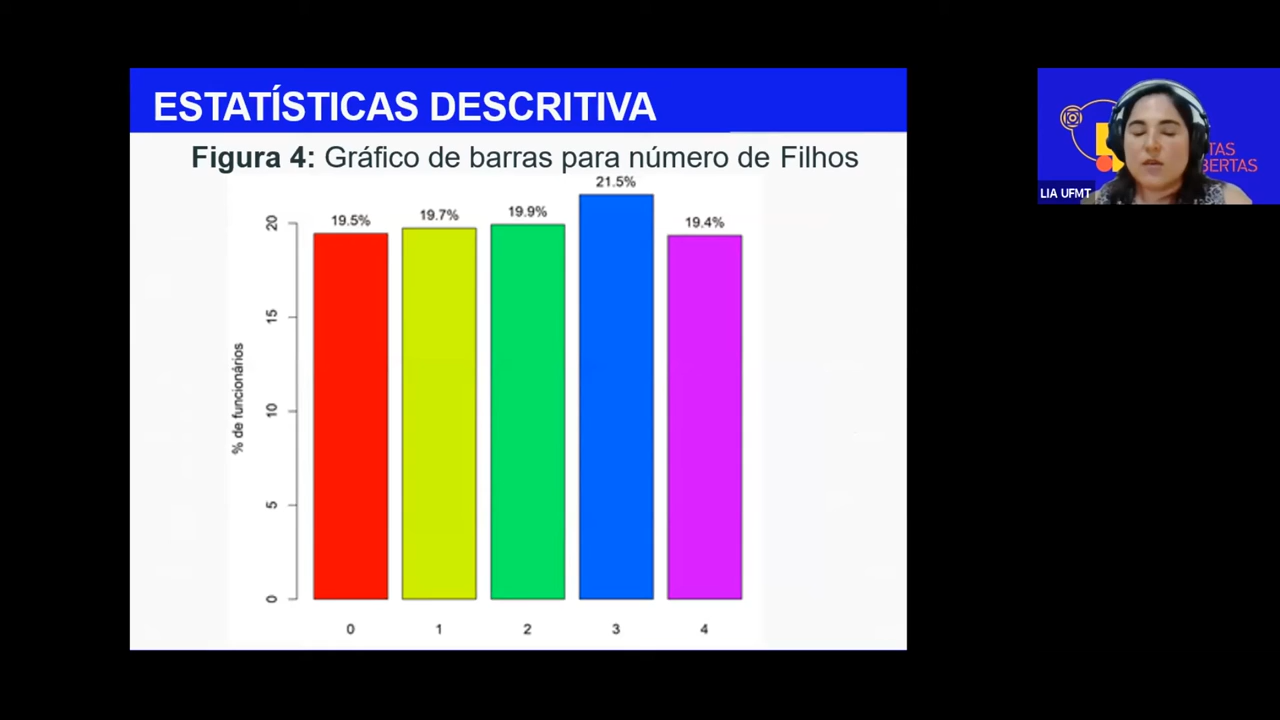 ESTATÍSTICAS DESCRITIVA
Figura 4: Gráfico de barras para número de Filhos
21.5%
19.5%
19.7%
19.9%
19.4%
% de funcionários
20
15
10
5
0
0 1 2 3 4
BERTAS
LIA UFMT